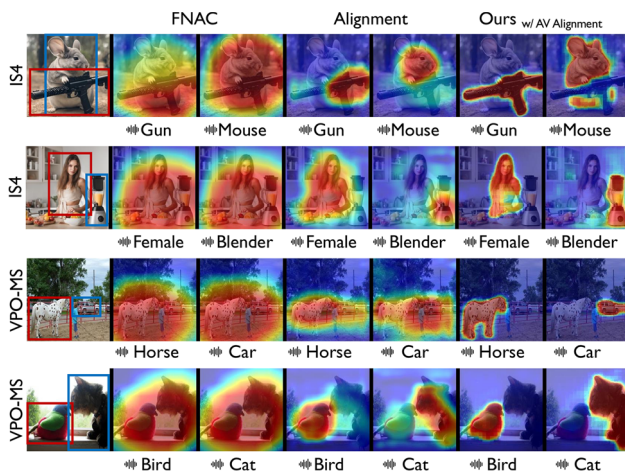 FNAC Alignment Ours w/ AV Alignment
IS4
Gun Mouse Gun Mouse Gun Mouse
IS4
Female Blender Female Blender Female Blender
VPO-MS
Horse Car Horse Car Horse Car
VPO-MS
Bird Cat Bird Cat Bird Cat